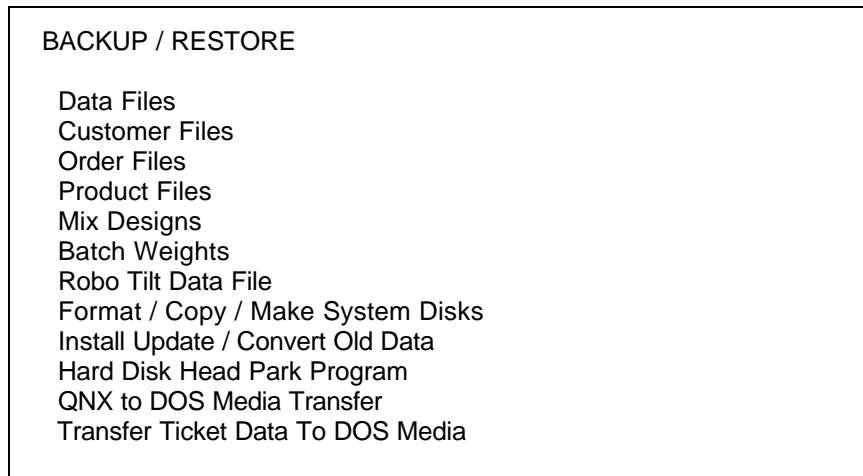 BACKUP / RESTORE
Data Files
Customer Files
Order Files
Product Files
Mix Designs
Batch Weights
Robo Tilt Data File
Format / Copy / Make System Disks
Install Update / Convert Old Data
Hard Disk Head Park Program
QNX to DOS Media Transfer
Transfer Ticket Data To DOS Media